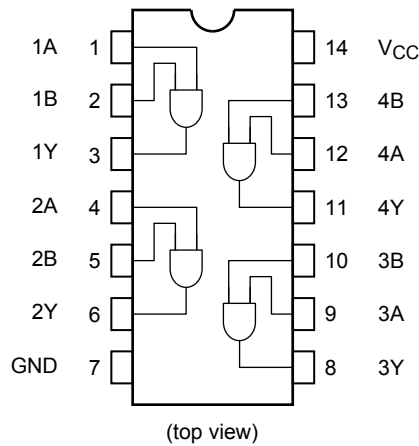 1A 1 14 VCC
1B 2 13 4B
1Y 3 12 4A
2A 4 11 4Y
2B 5 10 3B
2Y 6 9 3A
GND 7 8 3Y
(top view)